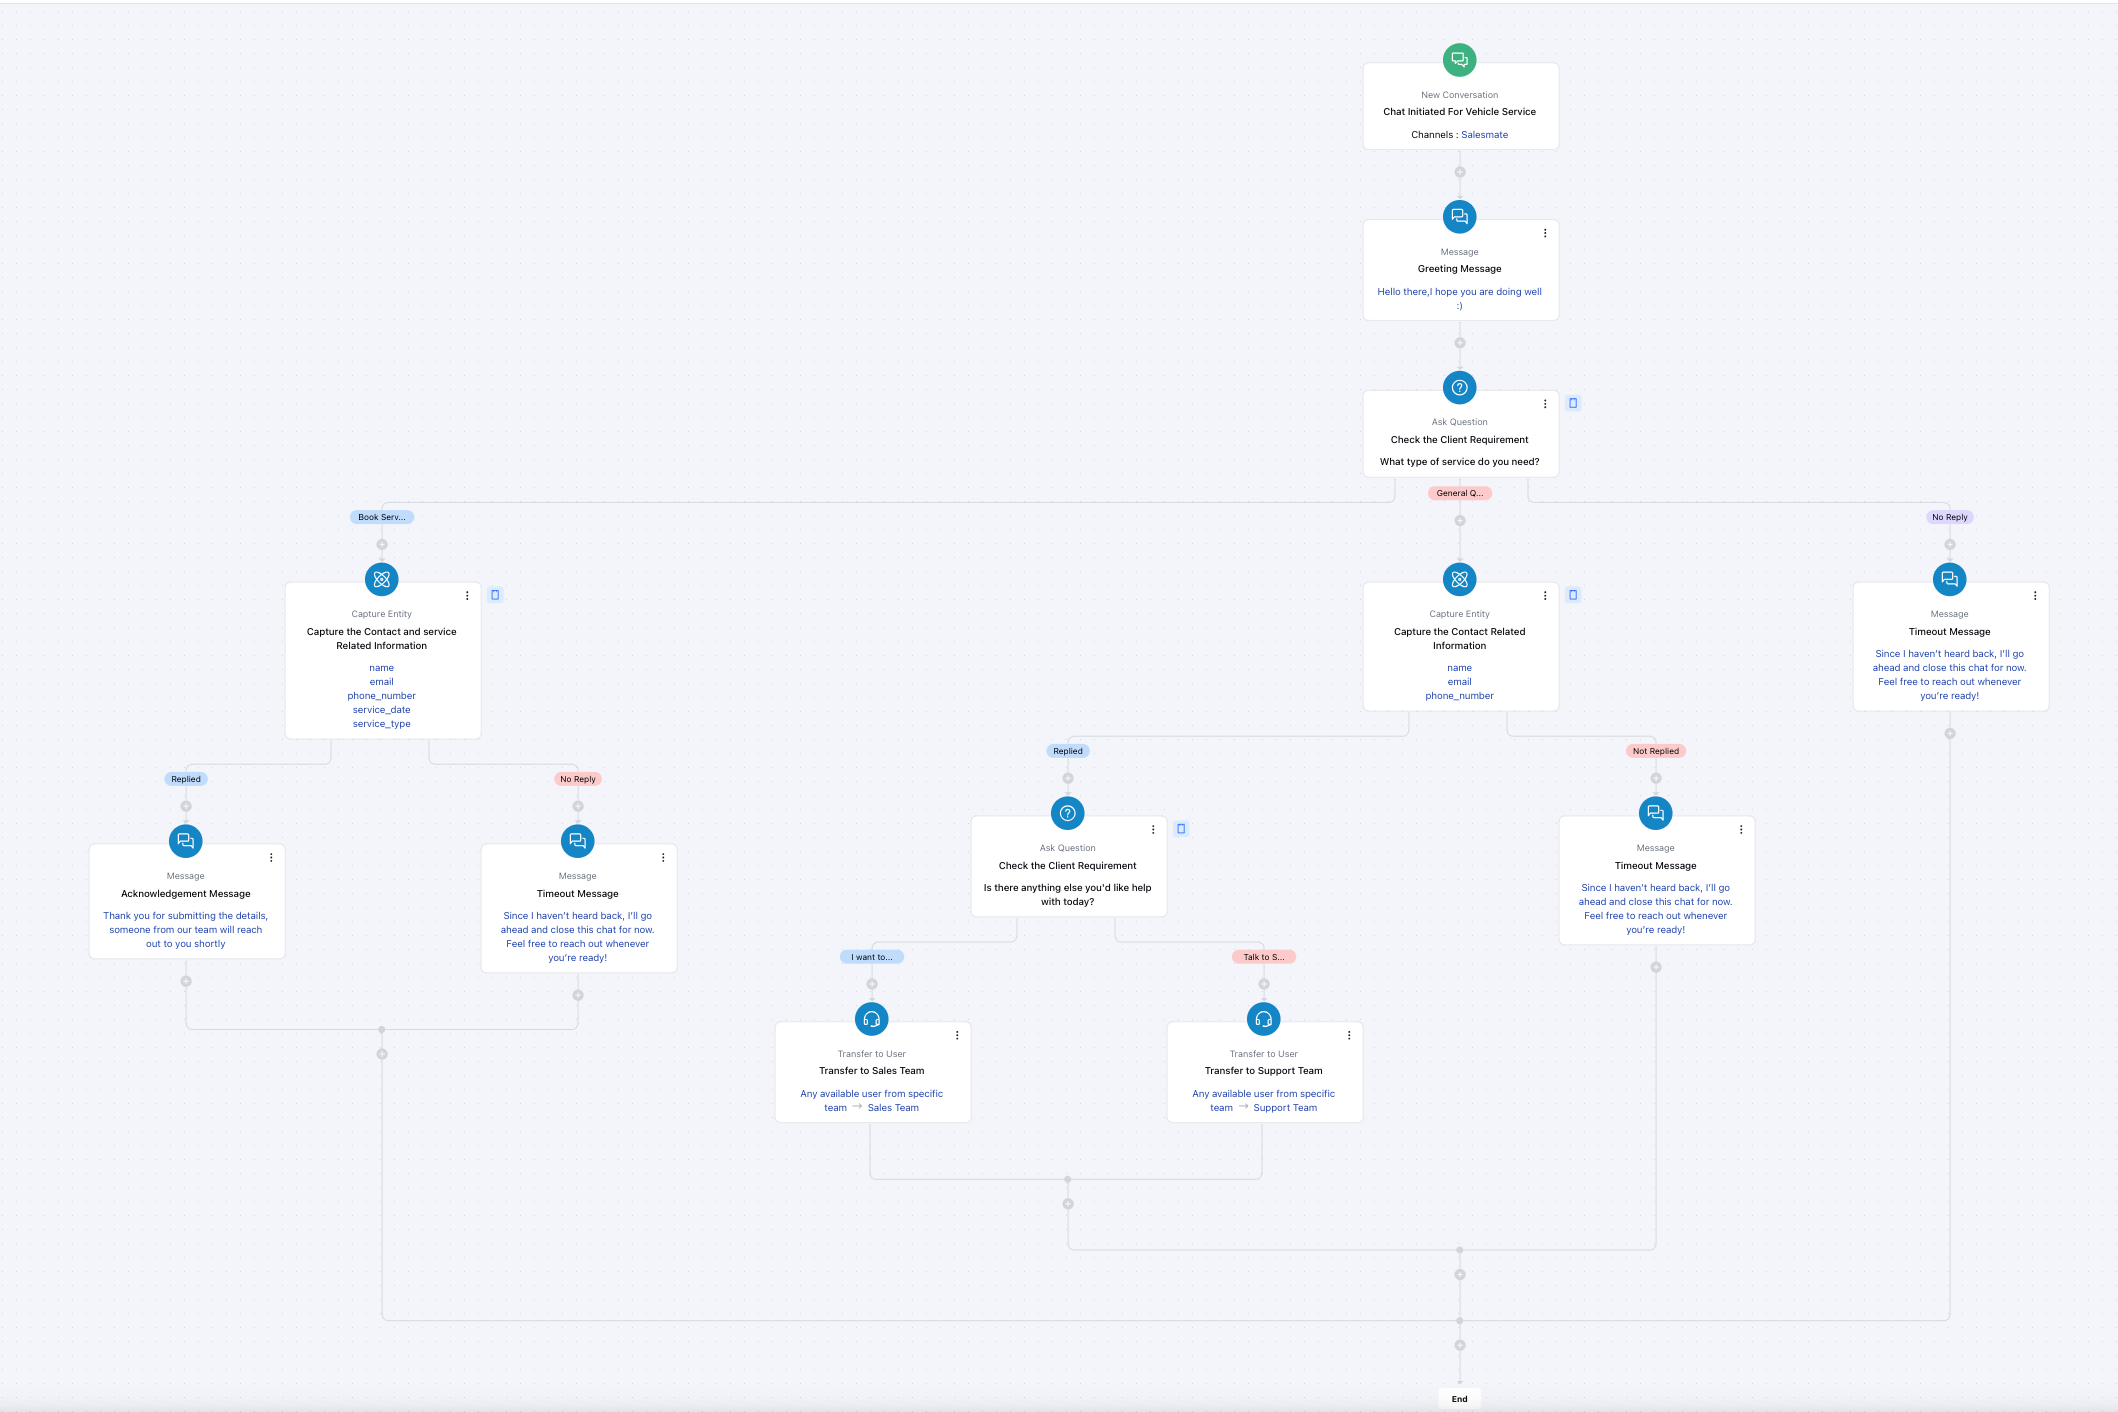 New Conversation
Chat Initiated For Vehicle Service
Channels : Salesmate
Message
Greeting Message
Hello there,I hope you are doing well
:)
Ask Question
Check the Client Requirement
What type of service do you need?
Book Serv...
General Q...
No Reply
Capture Entity
Capture the Contact and service
Related Information
name
email
phone_number
service_date
service_type
Capture Entity
Capture the Contact Related
Information
name
email
phone_number
Message
Timeout Message
Since I haven't heard back, I'll go
ahead and close this chat for now.
Feel free to reach out whenever
you're ready!
Replied
No Reply
Replied
Not Replied
Message
Acknowledgement Message
Thank you for submitting the details,
someone from our team will reach
out to you shortly
Message
Timeout Message
Since I haven't heard back, I'll go
ahead and close this chat for now.
Feel free to reach out whenever
you're ready!
Ask Question
Check the Client Requirement
Is there anything else you'd like help
with today?
Message
Timeout Message
Since I haven't heard back, I'll go
ahead and close this chat for now.
Feel free to reach out whenever
you're ready!
I want to...
Talk to S...
Transfer to User
Transfer to Sales Team
Any available user from specific
team → Sales Team
Transfer to User
Transfer to Support Team
Any available user from specific
team → Support Team
End